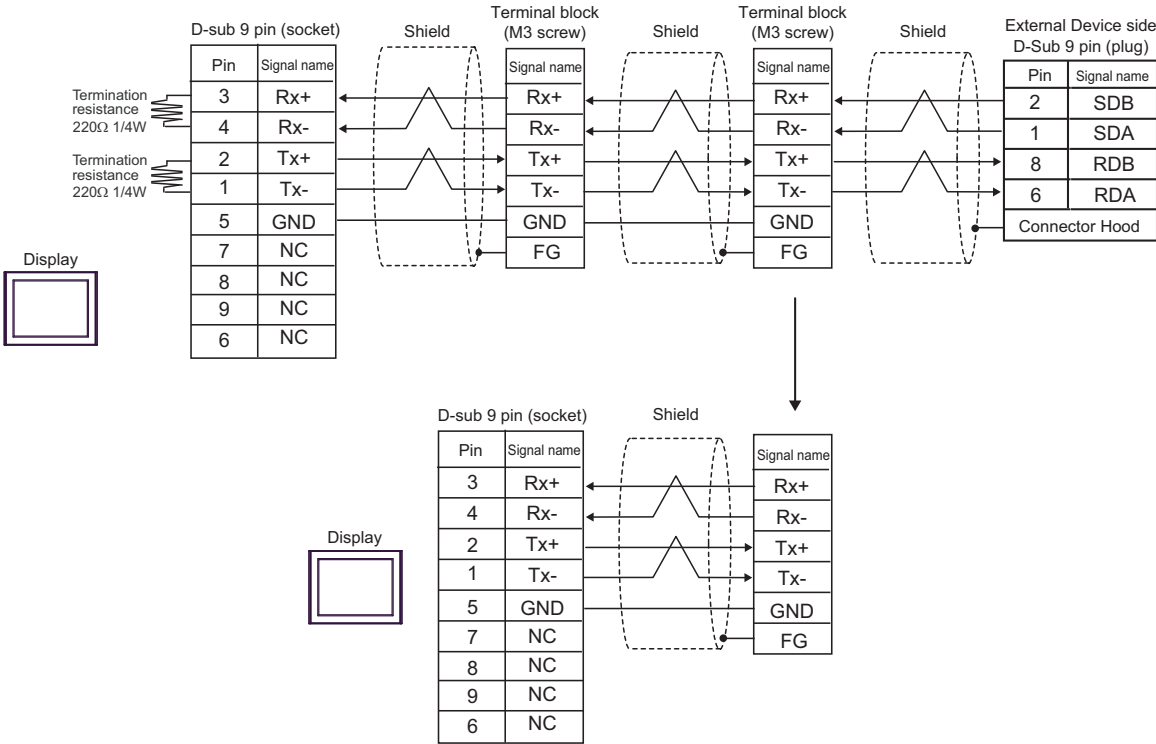 Terminal block Terminal block
D-sub 9 pin (socket) Shield (M3 screw) Shield (M3 screw) Shield External Device side
D-Sub 9 pin (plug)
Pin Signal name Signal name Signal name Pin Signal name
Termination resistance 220Ω 1/4W
3 Rx+ Rx+ Rx+ 2 SDB
4 Rx- Rx- Rx- 1 SDA
Termination resistance 220Ω 1/4W
2 Tx+ Tx+ Tx+ 8 RDB
1 Tx- Tx- Tx- 6 RDA
5 GND GND GND Connector Hood
7 NC FG FG
Display
8 NC
9 NC
6 NC
D-sub 9 pin (socket) Shield
Pin Signal name Signal name
3 Rx+ Rx+
4 Rx- Rx-
Display
2 Tx+ Tx+
1 Tx- Tx-
5 GND GND
7 NC FG
8 NC
9 NC
6 NC